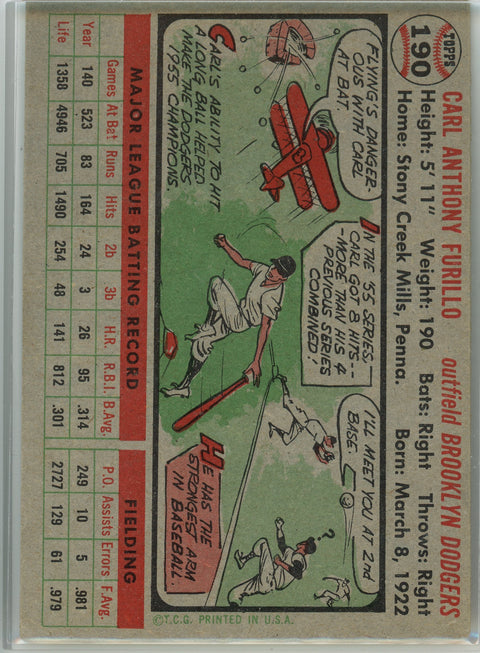 TOPPS
190
CARL ANTHONY FURILLO outfield BROOKLYN DODGERS
Height: 5' 11" Weight: 190 Bats: Right Throws: Right
Home: Stony Creek Mills, Penna. Born: March 8, 1922
FLYING'S DANGER
OUS WITH CARL
AT BAT.
CARL'S ABILITY TO HIT
A LONG BALL HELPED
MAKE THE DODGERS
1955 CHAMPIONS
IN THE '55 SERIES,
CARL GOT 8 HITS—
—MORE THAN HIS 4
PREVIOUS SERIES
COMBINED!
I'LL MEET YOU AT 2nd
BASE
?
HE HAS THE
STRONGEST ARM
IN BASEBALL.
MAJOR LEAGUE BATTING RECORD FIELDING
Games At Bat Runs Hits 2b 3b H.R. R.B.I. B.Avg. P.O. Assists Errors F.Avg.
Year 140 523 83 164 24 3 26 95 .314 249 10 5 .981
Life 1358 4946 705 1490 254 48 141 812 .301 2727 129 61 .979
©T.C.G. PRINTED IN U.S.A.